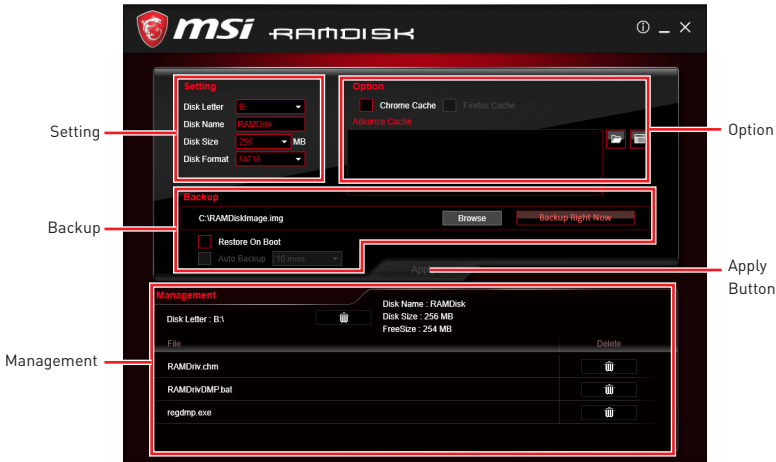 msi RAMDISK
Setting
Disk Letter B:
Disk Name RAMDisk
Disk Size 256 MB
Disk Format FAT16
Option
Chrome Cache Firefox Cache
Advance Cache
Setting
Option
Backup
C:\RAMDiskImage.img Browse Backup Right Now
Restore On Boot
Auto Backup 10 mins
Backup
Apply
Button
Management
Disk Letter : B:\
Disk Name : RAMDisk
Disk Size : 256 MB
FreeSize : 254 MB
File Delete
RAMDriv.chm
RAMDrivDMP.bat
regdmp.exe
Management